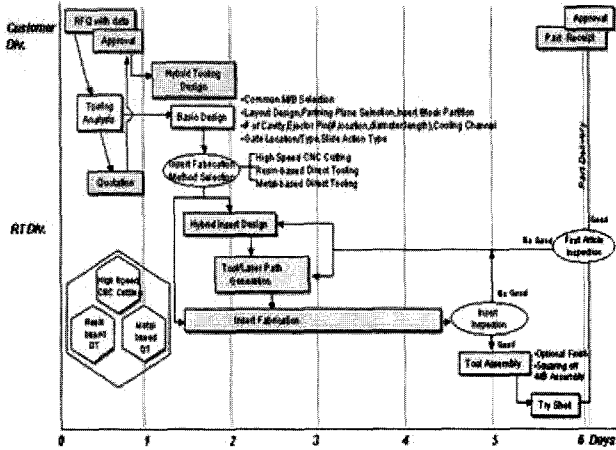 Customer
Div.
RFQ with data
Approval
Hybrid Tooling
Design
Tooling
Analysis
Basic Design
•Common M/B Selection
•Layout Design,Partning Plane Selection,Insert Block Partition
•# of Cavity,Ejector Pin(#,location,diameter,length),Cooling Channel
•Gate Location/Type,Slide Action Type
Quotation
Insert Fabrication
Method Selection
High Speed CNC Cutting
Resin-based Direct Tooling
Metal-based Direct Tooling
Approval
Part Receipt
Part Delivery
Good
RT Div.
Hybrid Insert Design
No Good
First Article
Inspection
Tool/Laser Path
Generation
High Speed
CNC Cutting
Resin
based
DT
Metal
based
DT
No Good
Insert Fabrication
Insert
Inspection
Good
Tool Assembly
•Optional Finish
•Squaring off
•M/B Assembly
Try Shot
0 1 2 3 4 5 6 Days